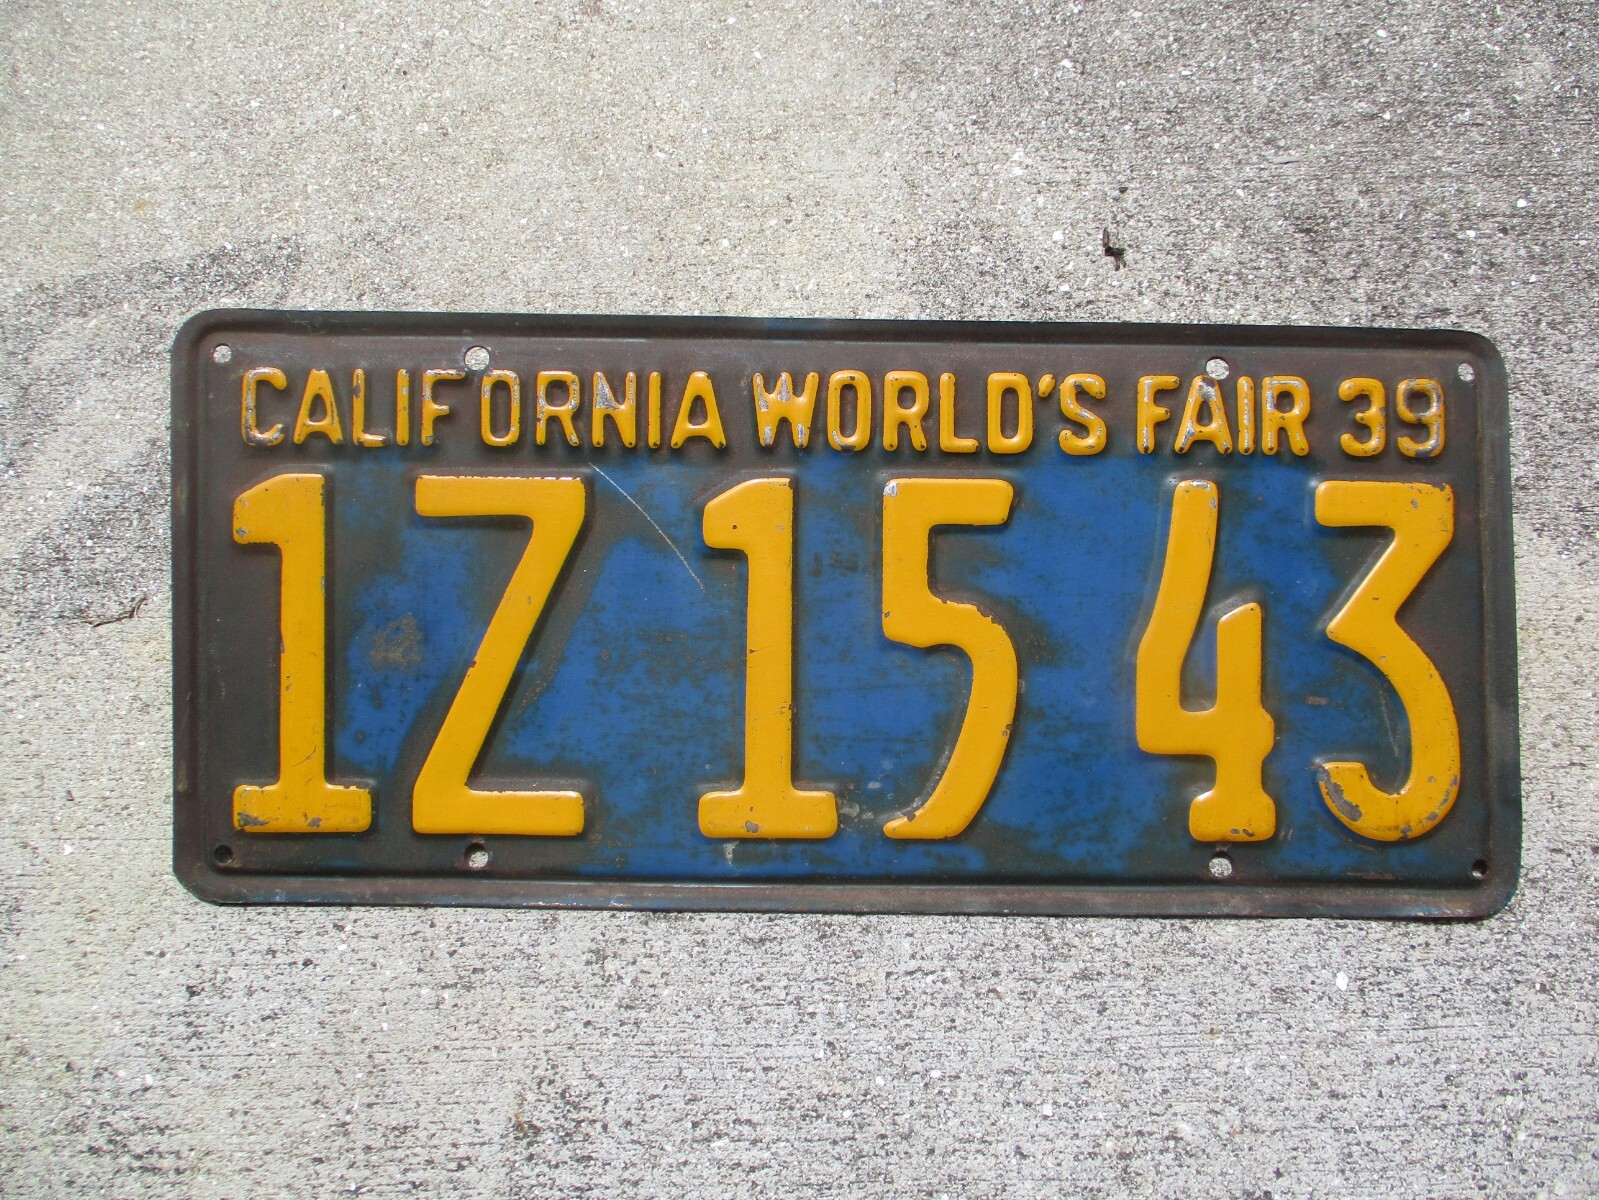 CALIFORNIA WORLD'S FAIR 39
1Z 15 43